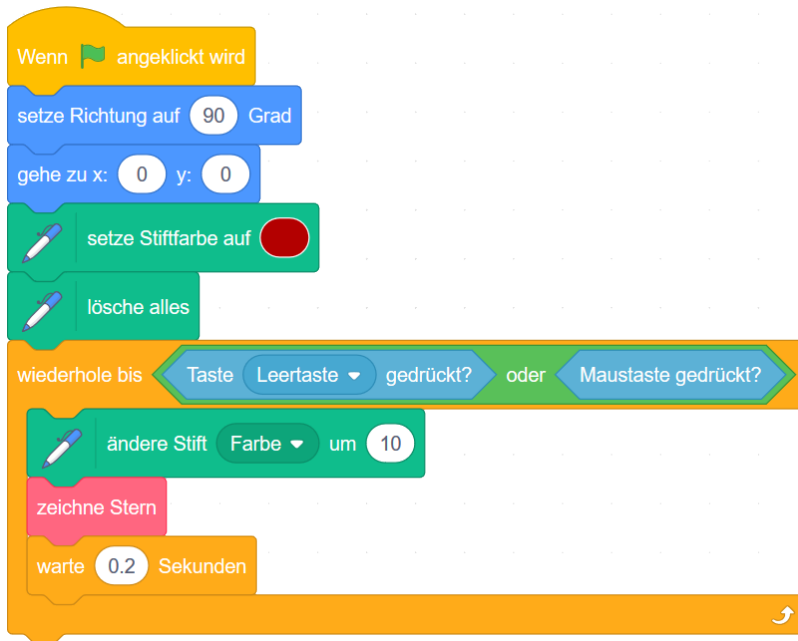 Wenn angeklickt wird
setze Richtung auf 90 Grad
gehe zu x: 0 y: 0
setze Stiftfarbe auf
lösche alles
wiederhole bis Taste Leertaste gedrückt? oder Maustaste gedrückt?
ändere Stift Farbe um 10
zeichne Stern
warte 0.2 Sekunden